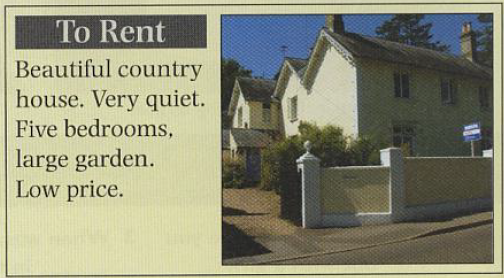 To Rent
Beautiful country
house. Very quiet.
Five bedrooms,
large garden.
Low price.